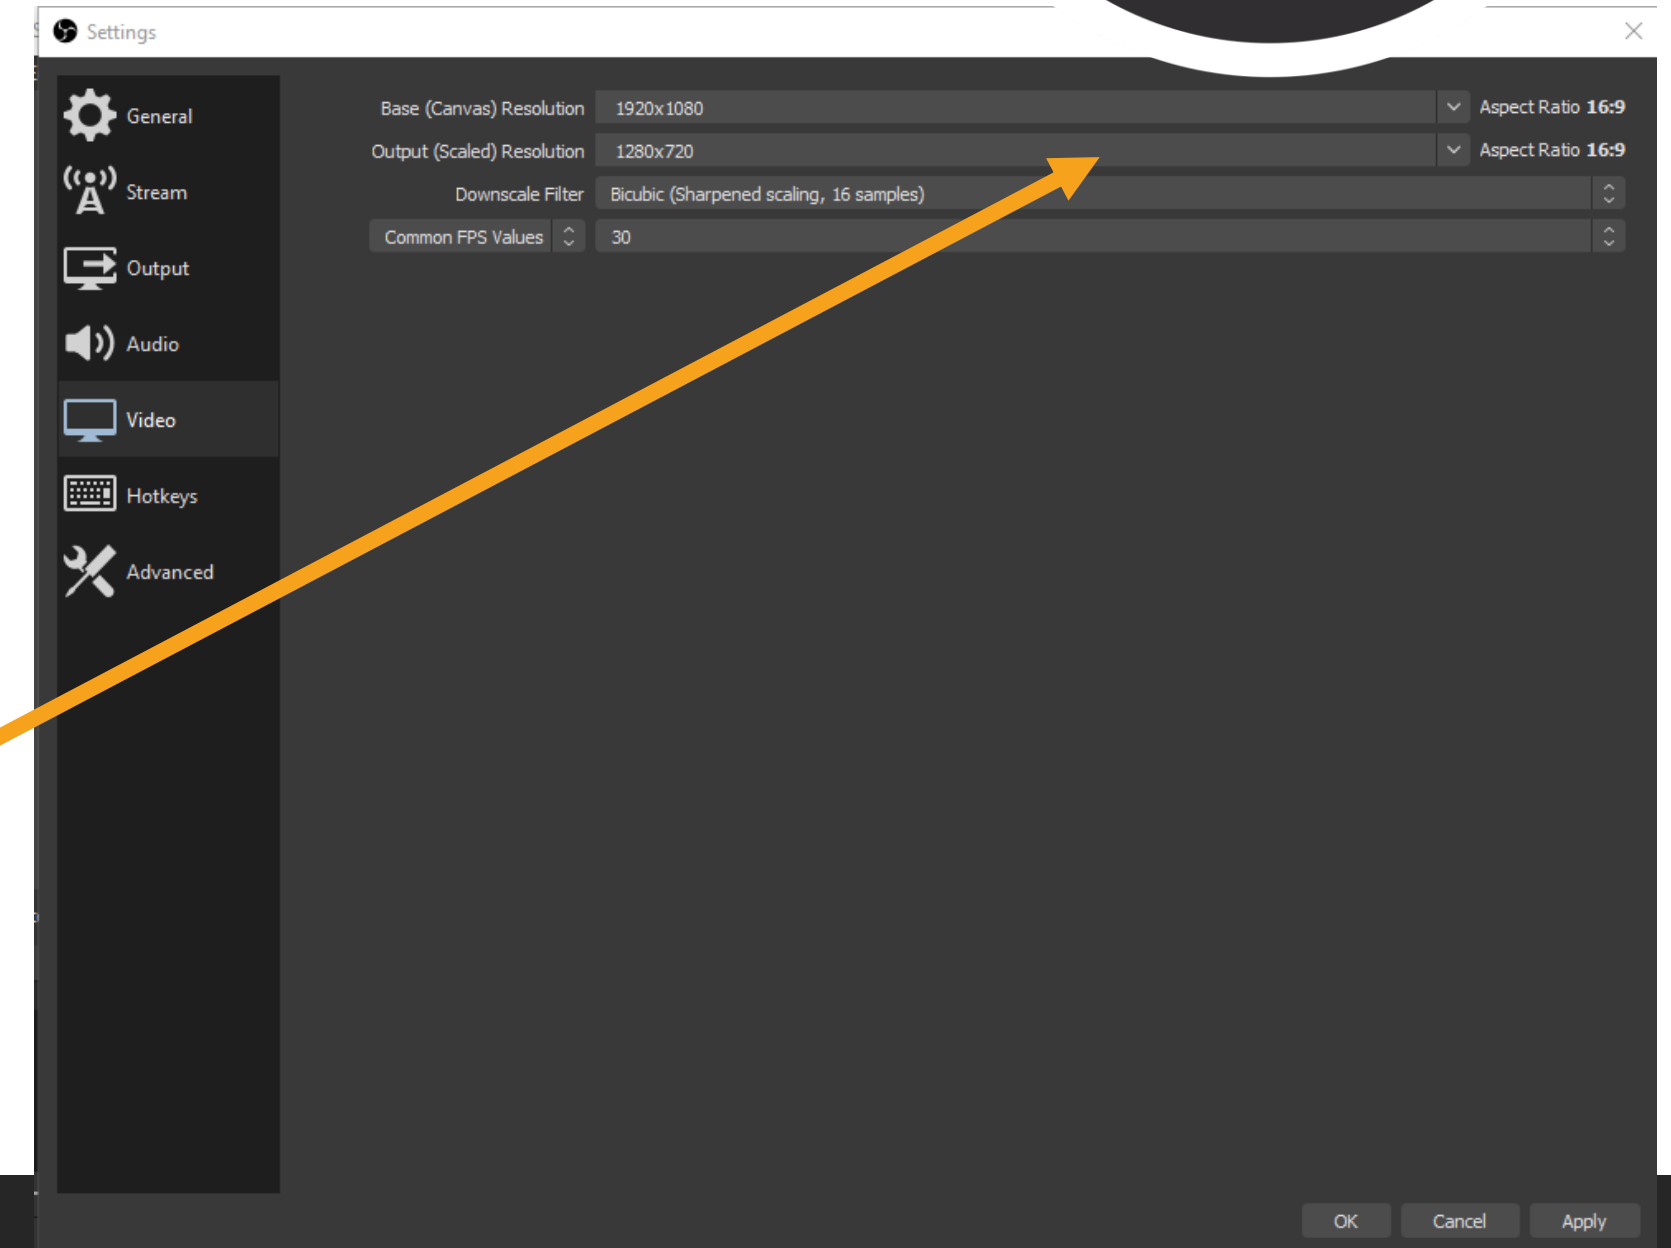 Settings
General
Stream
Output
Audio
Video
Hotkeys
Advanced
Base (Canvas) Resolution 1920x1080 Aspect Ratio 16:9
Output (Scaled) Resolution 1280x720 Aspect Ratio 16:9
Downscale Filter Bicubic (Sharpened scaling, 16 samples)
Common FPS Values 30
OK Cancel Apply